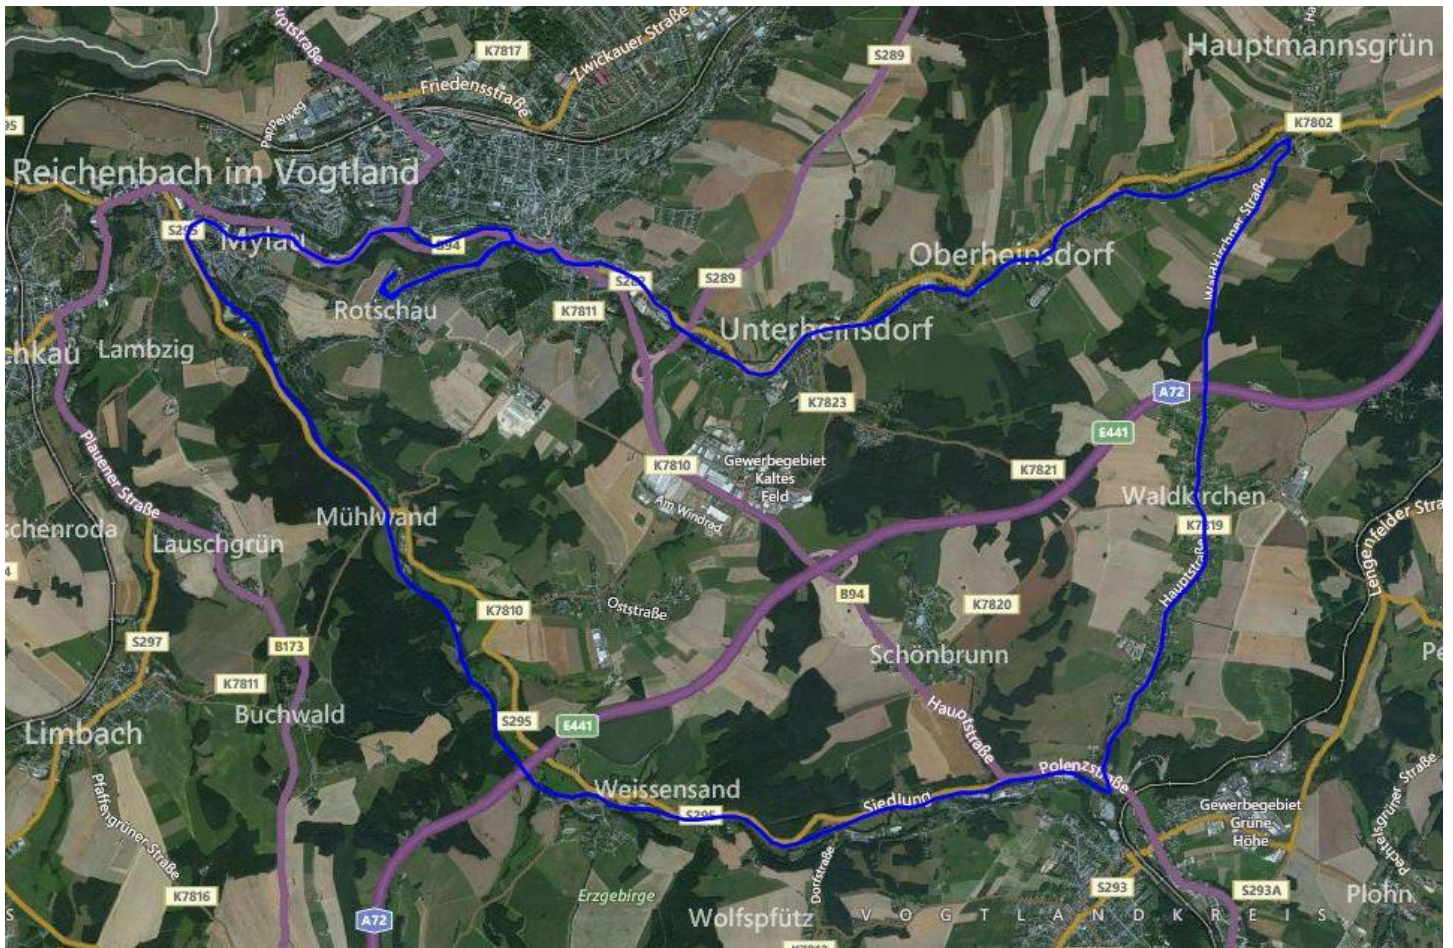 Hauptmannsgrün
K7817
Zwickauer Straße
S289
Friedensstraße
Pappelweg
K7802
Reichenbach im Vogtland
Waldkirchner Straße
S295
Mylau
B94
Oberheinsdorf
S289
S289
Rotschau
K7811
Unterheinsdorf
Lambzig
A72
K7823
E441
Plauener Straße
K7810
Gewerbegebiet
Kaltes
Feld
K7821
Waldkirchen
Am Windrad
Mühlwand
K7819
Lauschgrün
Hauptstraße
K7810
Oststraße
B94
K7820
S297
B173
Schönbrunn
K7811
Buchwald
Hauptstraße
S295
E441
Limbach
Polenzstraße
Weissensand
Siedlung
S295
Gewerbegebiet
Grüne
Höhe
Pfaffengrüner Straße
Pechtelsgrüner Straße
Dorfstraße
K7816
Erzgebirge
S293
S293A
Plohn
A72
Wolfspfütz
VOGTLANDKREIS